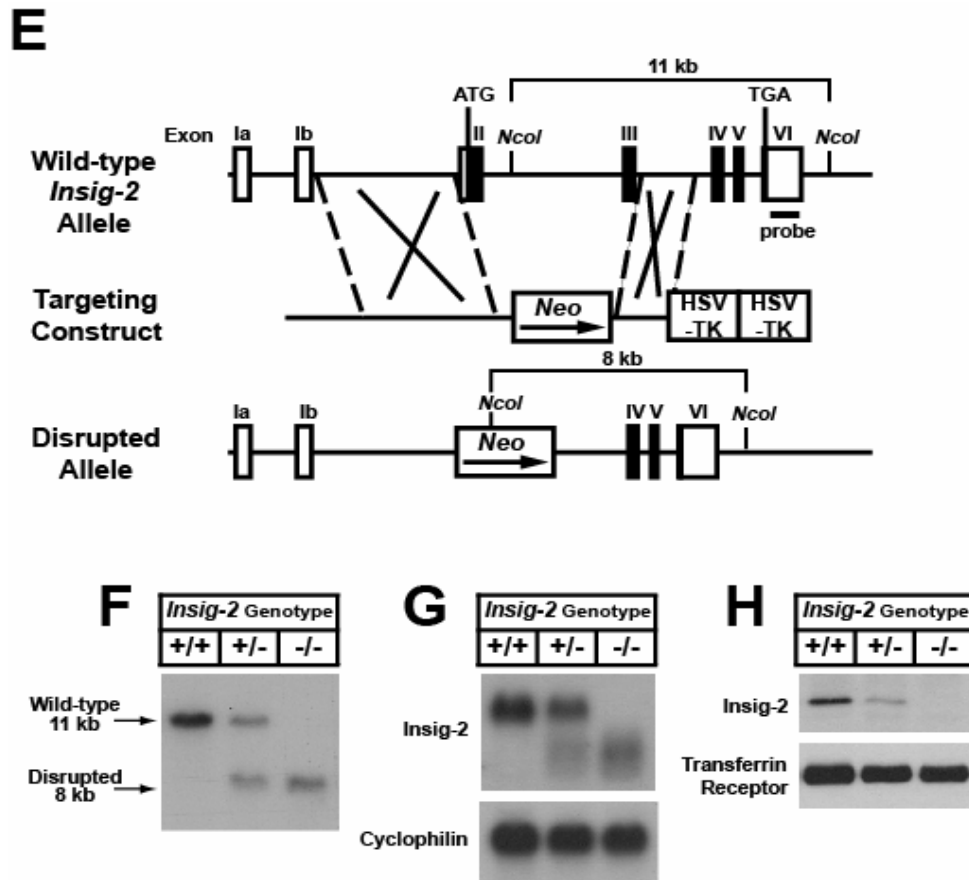 E
11 kb
ATG
TGA
Exon Ia Ib II NcoI III IV V VI NcoI
Wild-type
Insig-2
Allele
probe
Targeting
Construct
Neo
HSV HSV
-TK -TK
8 kb
Ia Ib NcoI IV V VI NcoI
Disrupted
Allele
Neo
F
Insig-2 Genotype
+/+ +/- -/-
Wild-type
11 kb
Disrupted
8 kb
G
Insig-2 Genotype
+/+ +/- -/-
Insig-2
Cyclophilin
H
Insig-2 Genotype
+/+ +/- -/-
Insig-2
Transferrin
Receptor